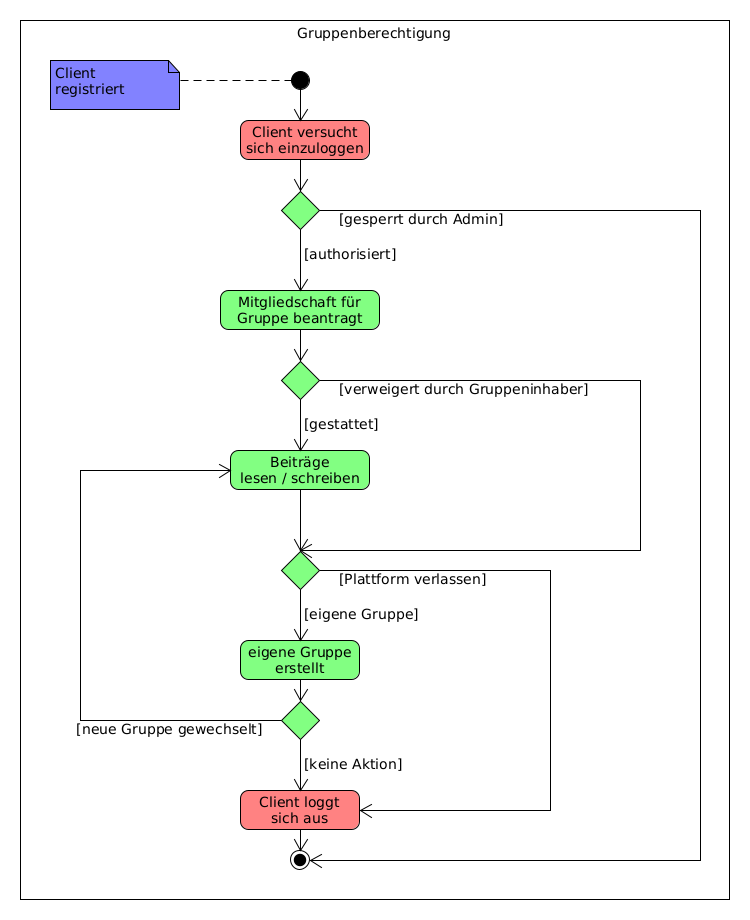 Gruppenberechtigung
Client
registriert
Client versucht
sich einzuloggen
[gesperrt durch Admin]
[authorisiert]
Mitgliedschaft für
Gruppe beantragt
[verweigert durch Gruppeninhaber]
[gestattet]
Beiträge
lesen / schreiben
[Plattform verlassen]
[eigene Gruppe]
eigene Gruppe
erstellt
[neue Gruppe gewechselt]
[keine Aktion]
Client loggt
sich aus